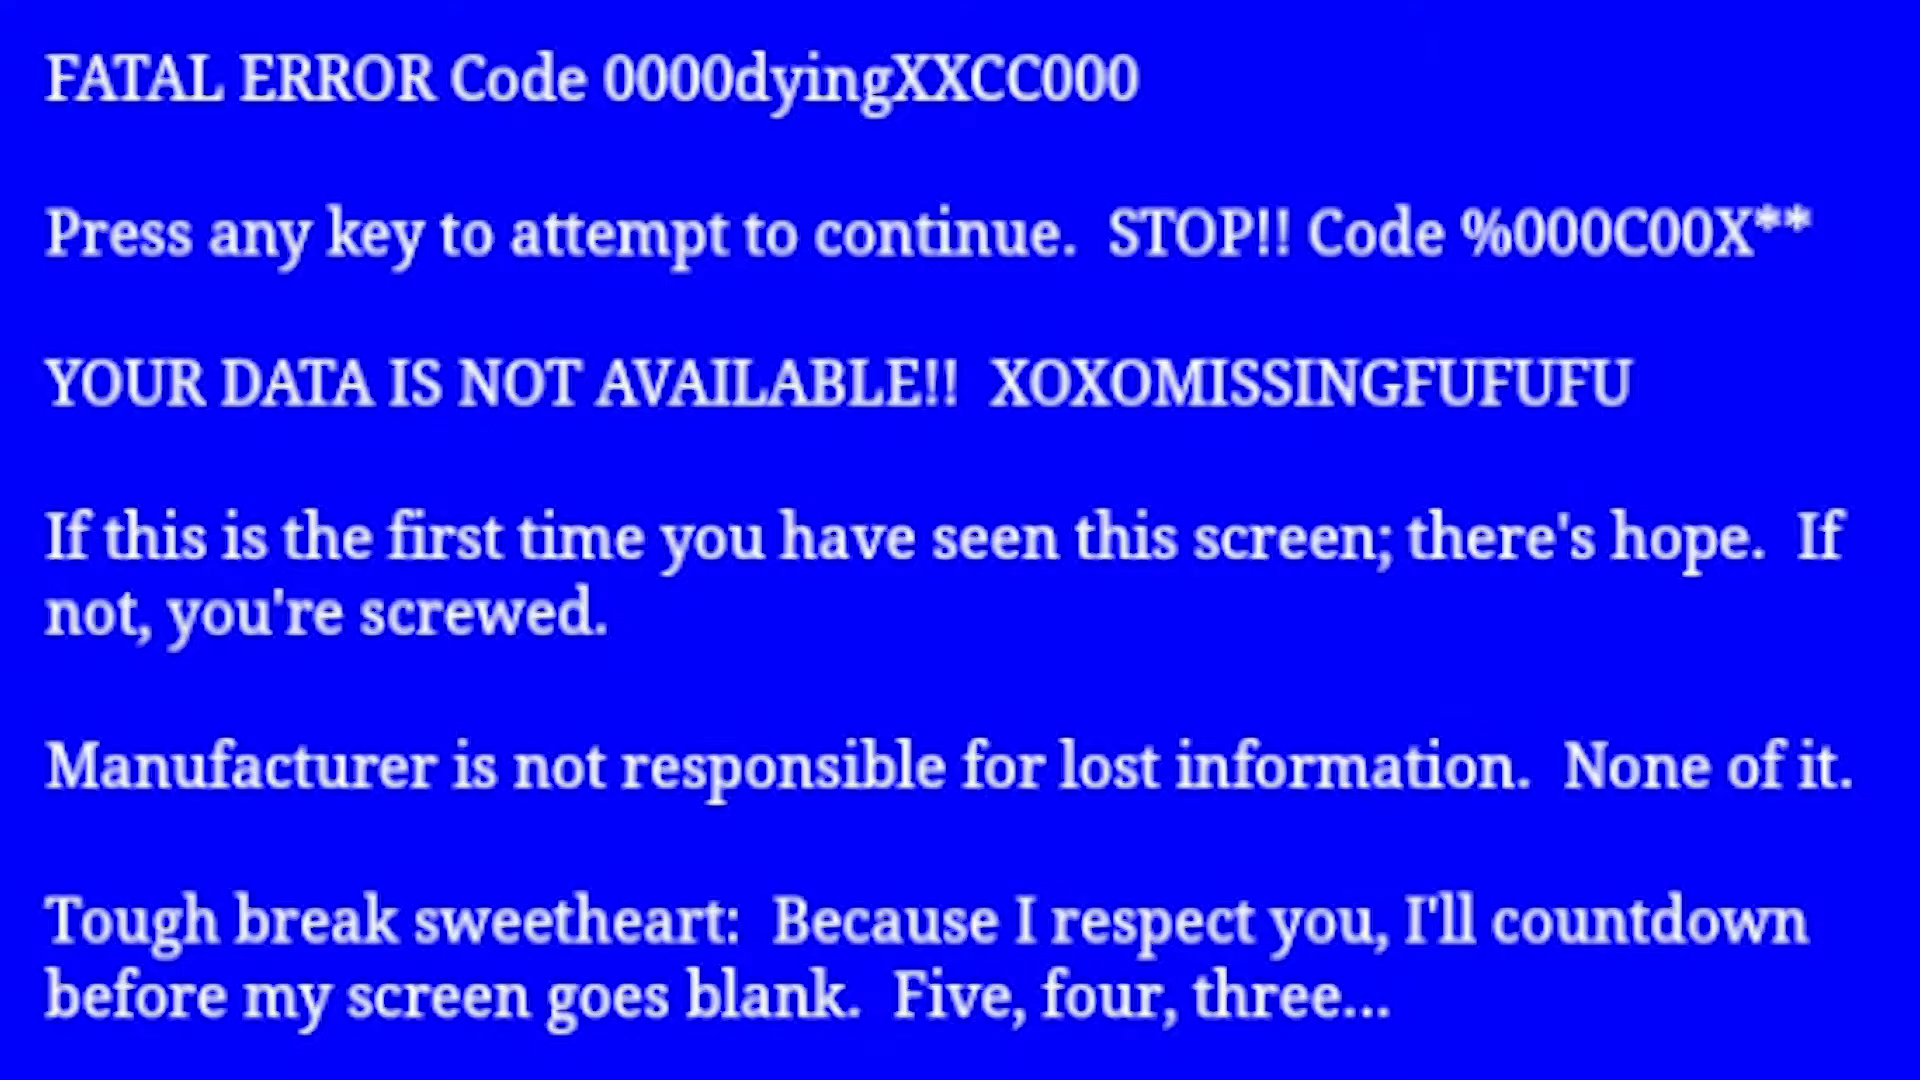 FATAL ERROR Code 0000dyingXXCC000
Press any key to attempt to continue.  STOP!! Code %000C00X**
YOUR DATA IS NOT AVAILABLE!!  XOXOMISSINGFUFUFU
If this is the first time you have seen this screen; there's hope.  If
not, you're screwed.
Manufacturer is not responsible for lost information.  None of it.
Tough break sweetheart:  Because I respect you, I'll countdown
before my screen goes blank.  Five, four, three...